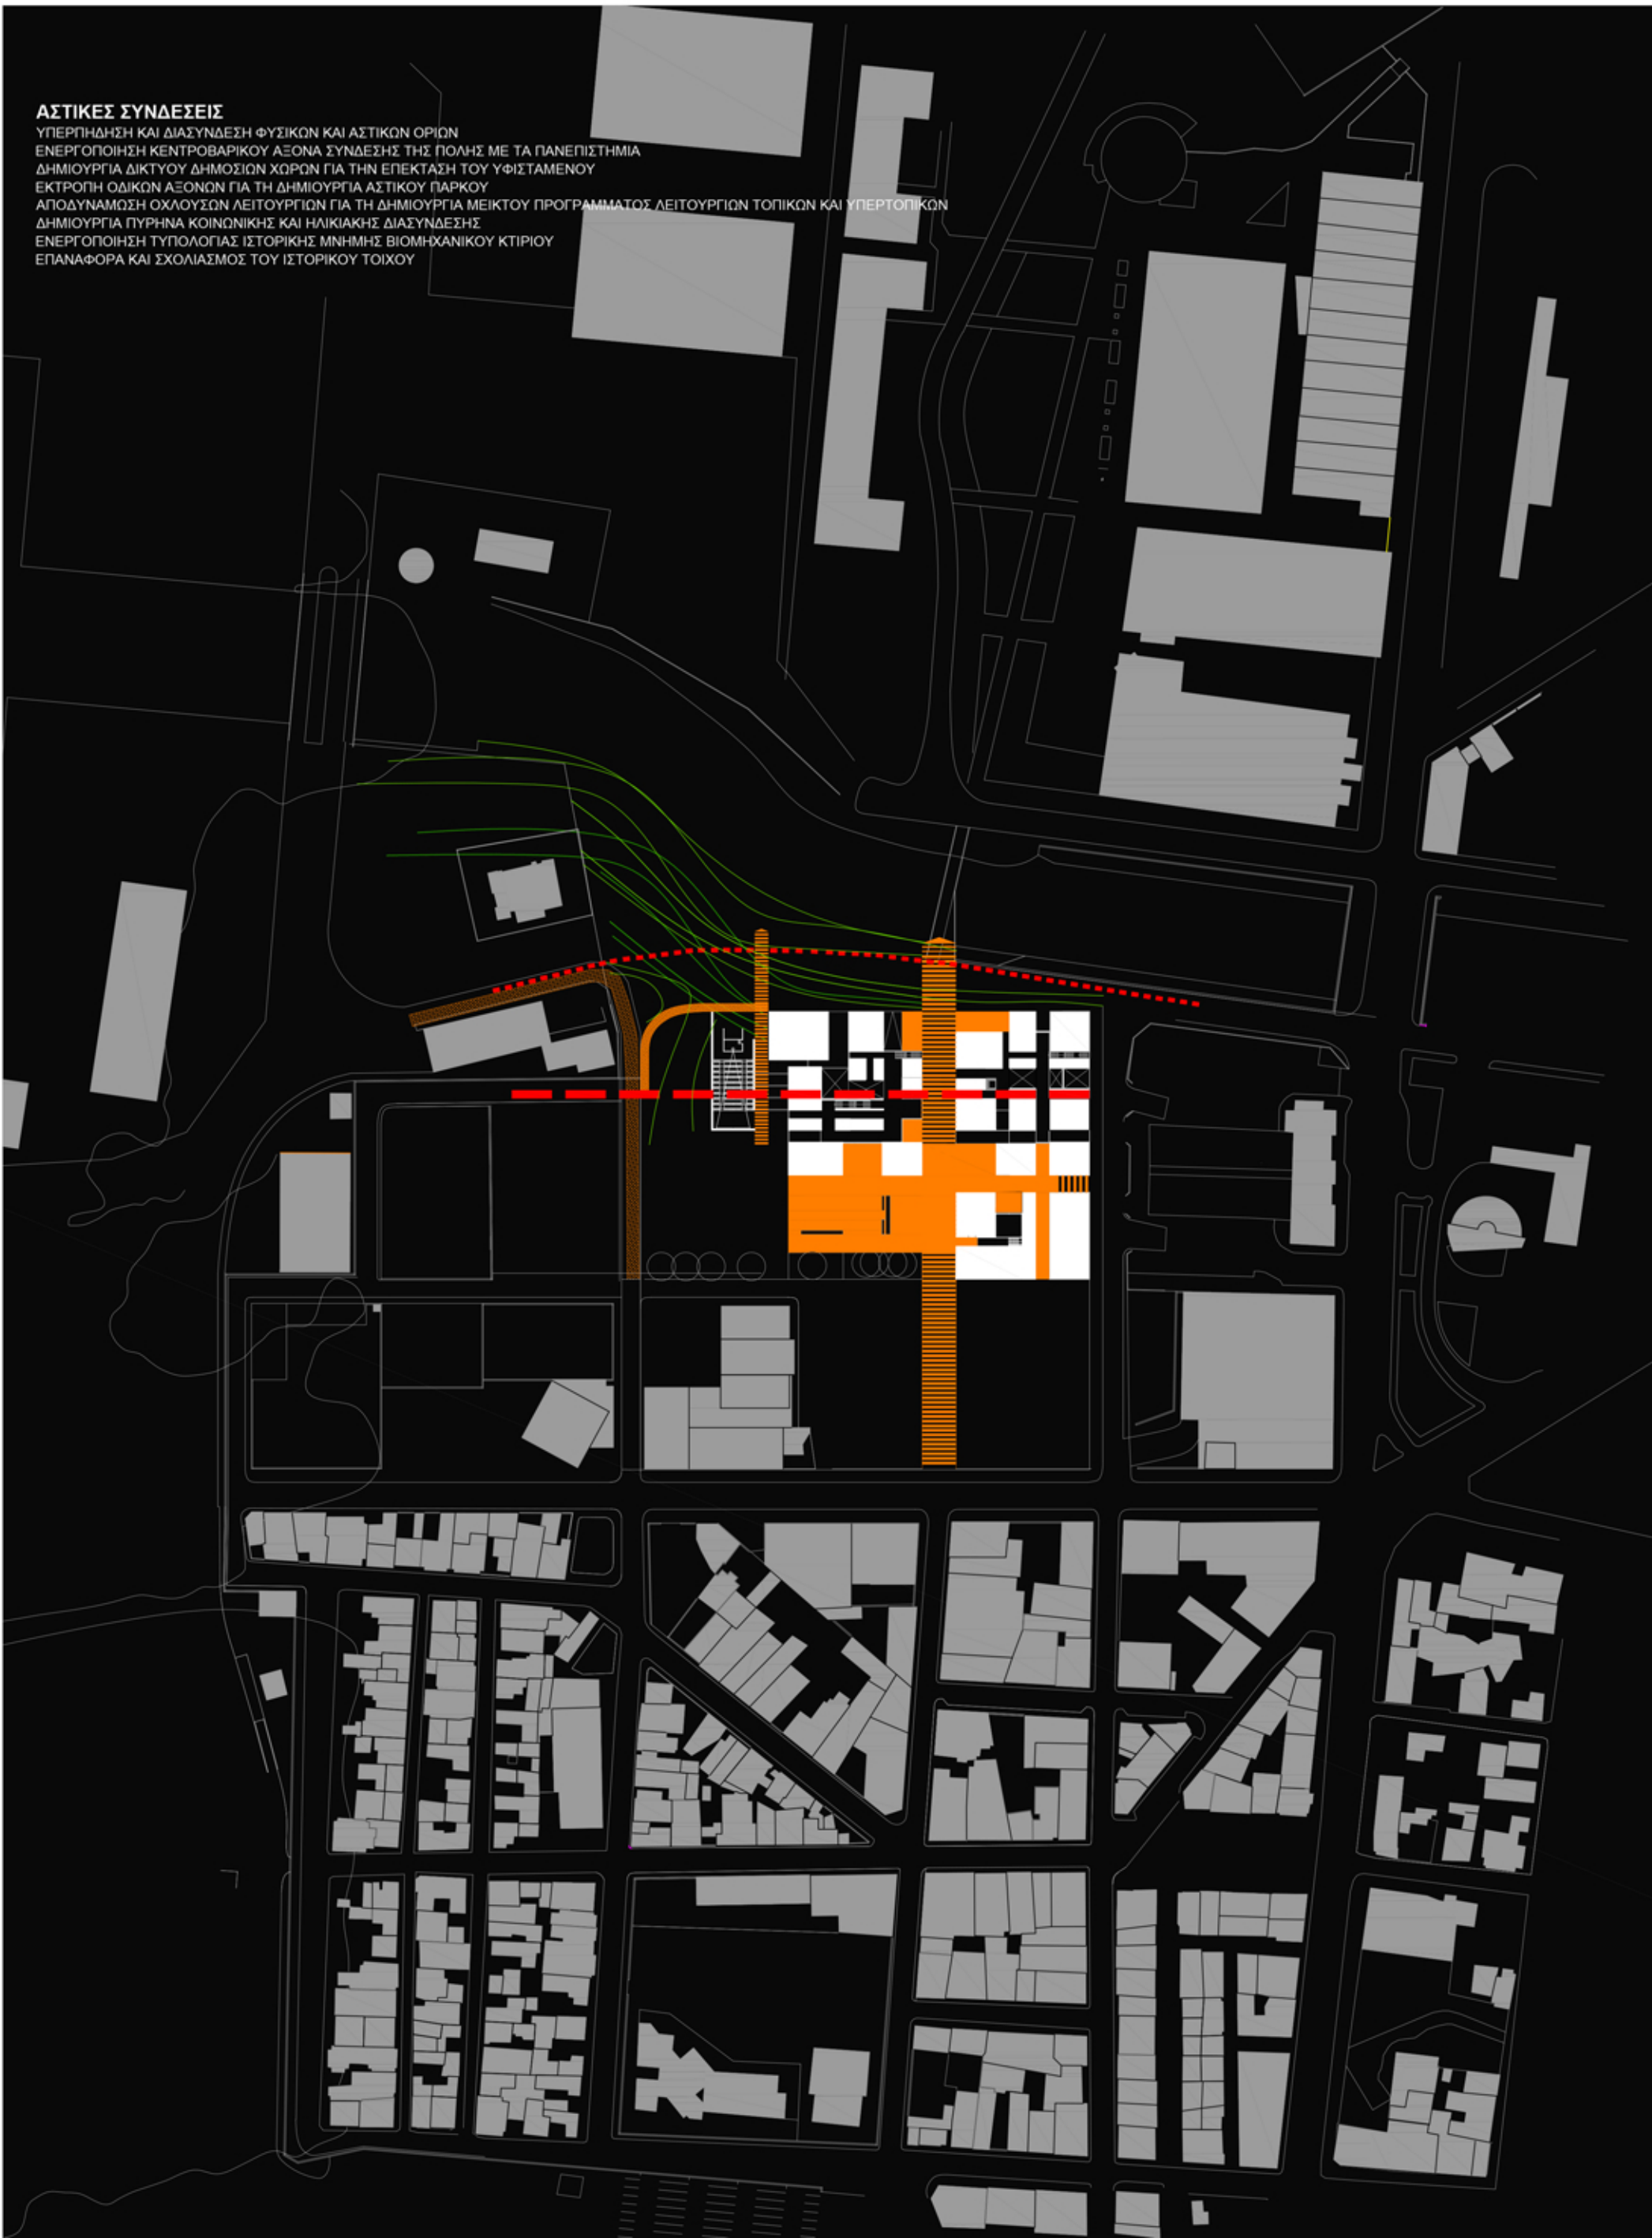 ΑΣΤΙΚΕΣ ΣΥΝΔΕΣΕΙΣ
ΥΠΕΡΠΗΔΗΣΗ ΚΑΙ ΔΙΑΣΥΝΔΕΣΗ ΦΥΣΙΚΩΝ ΚΑΙ ΑΣΤΙΚΩΝ ΟΡΙΩΝ
ΕΝΕΡΓΟΠΟΙΗΣΗ ΚΕΝΤΡΟΒΑΡΙΚΟΥ ΑΞΟΝΑ ΣΥΝΔΕΣΗΣ ΤΗΣ ΠΟΛΗΣ ΜΕ ΤΑ ΠΑΝΕΠΙΣΤΗΜΙΑ
ΔΗΜΙΟΥΡΓΙΑ ΔΙΚΤΥΟΥ ΔΗΜΟΣΙΩΝ ΧΩΡΩΝ ΓΙΑ ΤΗΝ ΕΠΕΚΤΑΣΗ ΤΟΥ ΥΦΙΣΤΑΜΕΝΟΥ
ΕΚΤΡΟΠΗ ΟΔΙΚΩΝ ΑΞΟΝΩΝ ΓΙΑ ΤΗ ΔΗΜΙΟΥΡΓΙΑ ΑΣΤΙΚΟΥ ΠΑΡΚΟΥ
ΑΠΟΔΥΝΑΜΩΣΗ ΟΧΛΟΥΣΩΝ ΛΕΙΤΟΥΡΓΙΩΝ ΓΙΑ ΤΗ ΔΗΜΙΟΥΡΓΙΑ ΜΕΙΚΤΟΥ ΠΡΟΓΡΑΜΜΑΤΟΣ ΛΕΙΤΟΥΡΓΙΩΝ ΤΟΠΙΚΩΝ ΚΑΙ ΥΠΕΡΤΟΠΙΚΩΝ
ΔΗΜΙΟΥΡΓΙΑ ΠΥΡΗΝΑ ΚΟΙΝΩΝΙΚΗΣ ΚΑΙ ΗΛΙΚΙΑΚΗΣ ΔΙΑΣΥΝΔΕΣΗΣ
ΕΝΕΡΓΟΠΟΙΗΣΗ ΤΥΠΟΛΟΓΙΑΣ ΙΣΤΟΡΙΚΗΣ ΜΝΗΜΗΣ ΒΙΟΜΗΧΑΝΙΚΟΥ ΚΤΙΡΙΟΥ
ΕΠΑΝΑΦΟΡΑ ΚΑΙ ΣΧΟΛΙΑΣΜΟΣ ΤΟΥ ΙΣΤΟΡΙΚΟΥ ΤΟΙΧΟΥ